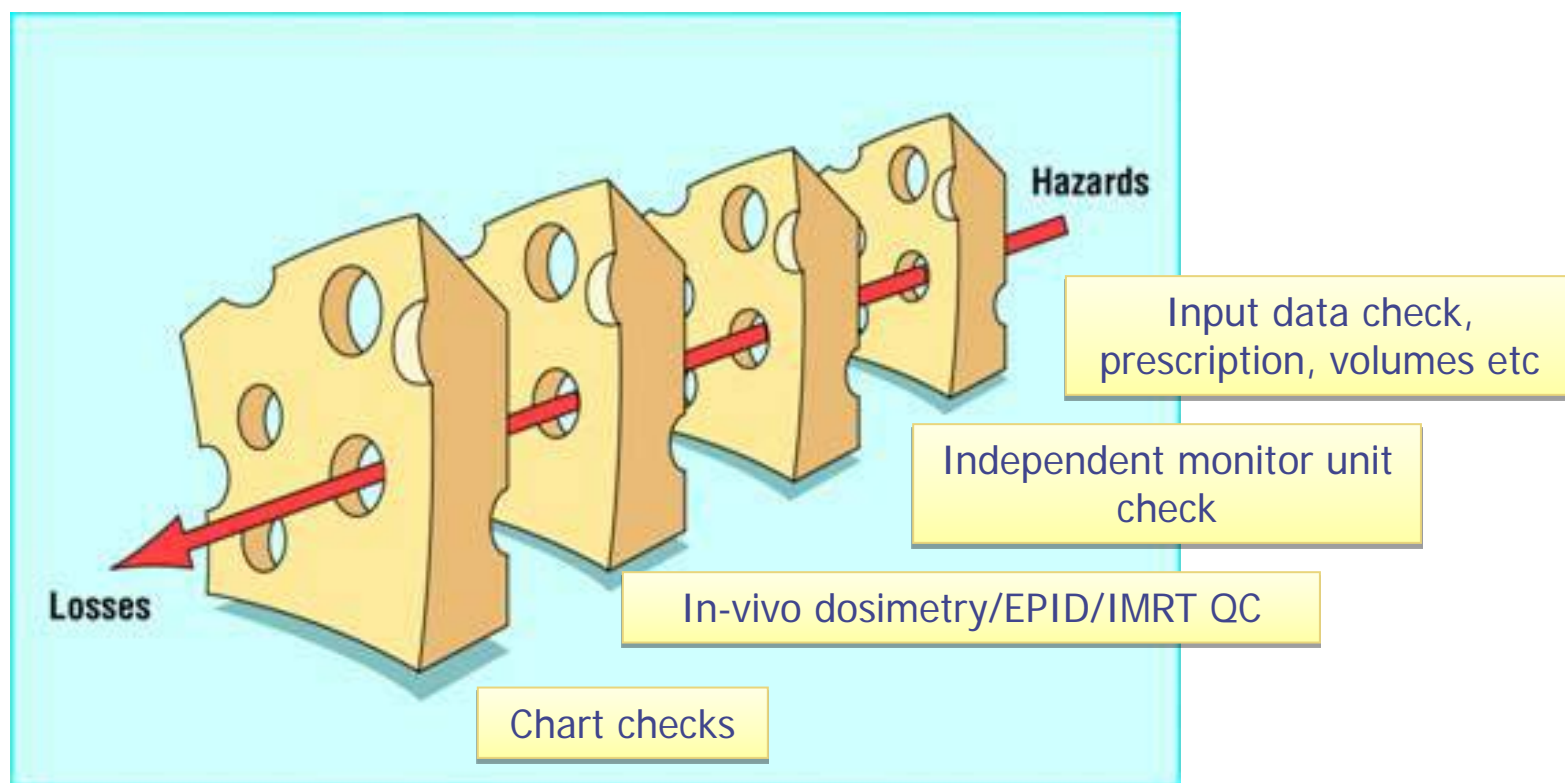 Hazards
Input data check,
prescription, volumes etc
Independent monitor unit
check
In-vivo dosimetry/EPID/IMRT QC
Losses
Chart checks